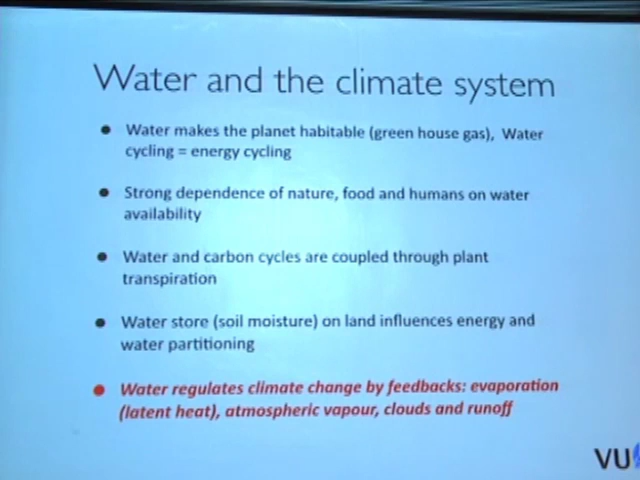 Water and the climate system
• Water makes the planet habitable (green house gas), Water
cycling = energy cycling
• Strong dependence of nature, food and humans on water
availability
• Water and carbon cycles are coupled through plant
transpiration
• Water store (soil moisture) on land influences energy and
water partitioning
• Water regulates climate change by feedbacks: evaporation
(latent heat), atmospheric vapour, clouds and runoff
VU